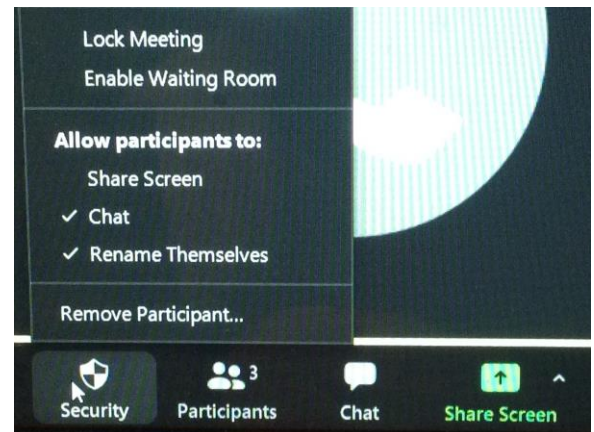 Lock Meeting
Enable Waiting Room
Allow participants to:
Share Screen
✓ Chat
✓ Rename Themselves
Remove Participant...
3
Security Participants Chat Share Screen